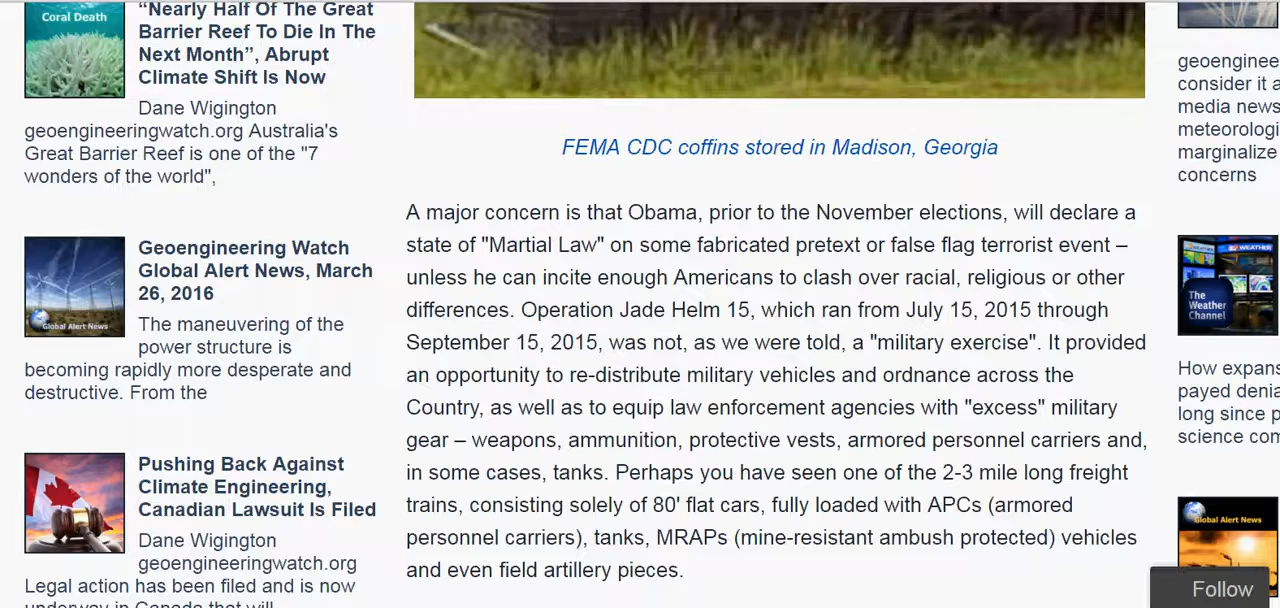 Coral Death
“Nearly Half Of The Great
Barrier Reef To Die In The
Next Month”, Abrupt
Climate Shift Is Now
Dane Wigington
geoengineeringwatch.org Australia's
Great Barrier Reef is one of the "7
wonders of the world",
Geoengineering Watch
Global Alert News, March
26, 2016
Global Alert News
The maneuvering of the
power structure is
becoming rapidly more desperate and
destructive. From the
Pushing Back Against
Climate Engineering,
Canadian Lawsuit Is Filed
Dane Wigington
geoengineeringwatch.org
Legal action has been filed and is now
underway in Canada that will
FEMA CDC coffins stored in Madison, Georgia
A major concern is that Obama, prior to the November elections, will declare a
state of "Martial Law" on some fabricated pretext or false flag terrorist event –
unless he can incite enough Americans to clash over racial, religious or other
differences. Operation Jade Helm 15, which ran from July 15, 2015 through
September 15, 2015, was not, as we were told, a "military exercise". It provided
an opportunity to re-distribute military vehicles and ordnance across the
Country, as well as to equip law enforcement agencies with "excess" military
gear – weapons, ammunition, protective vests, armored personnel carriers and,
in some cases, tanks. Perhaps you have seen one of the 2-3 mile long freight
trains, consisting solely of 80' flat cars, fully loaded with APCs (armored
personnel carriers), tanks, MRAPs (mine-resistant ambush protected) vehicles
and even field artillery pieces.
geoenginee
consider it a
media news
meteorologi
marginalize
concerns
WEATHER
The
Weather
Channel
How expans
payed denia
long since p
science com
Global Alert News
Follow